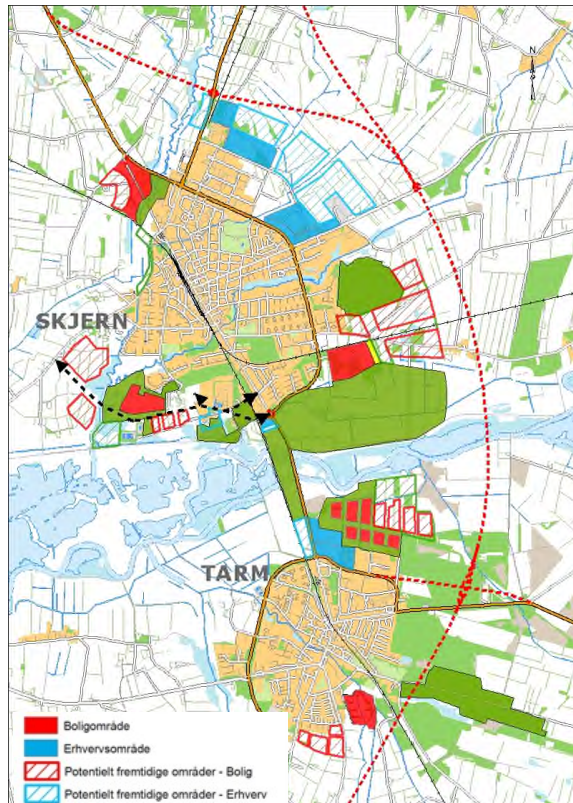 N
SKJERN
TARM
Boligområde
Erhvervsområde
Potentielt fremtidige områder - Bolig
Potentielt fremtidige områder - Erhverv